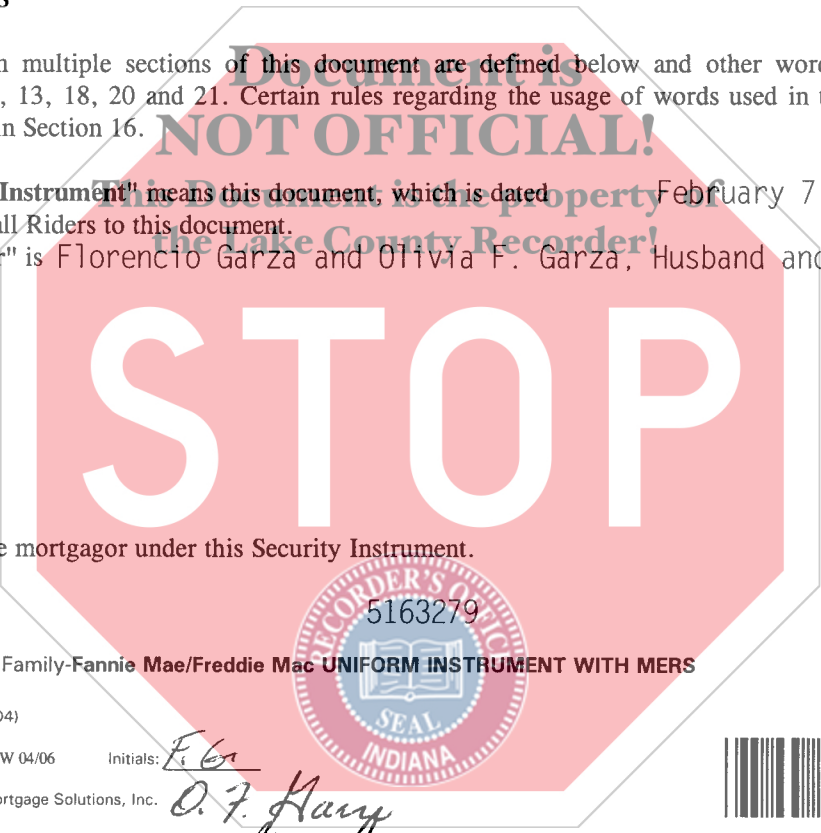 n multiple sections of this document are defined below and other wor
, 13, 18, 20 and 21. Certain rules regarding the usage of words used in t
in Section 16.
Document is
NOT OFFICIAL!
This Document is the property of
the Lake County Recorder!
Instrument" means this document, which is dated February 7
all Riders to this document.
r" is Florencio Garza and Olivia F. Garza, Husband and
STOP
e mortgagor under this Security Instrument.
RECORDER'S OFFICE
5163279
Family-Fannie Mae/Freddie Mac UNIFORM INSTRUMENT WITH MERS
SEAL
INDIANA
04)
W 04/06 Initials: F. G
ortgage Solutions, Inc. O. F. Garz